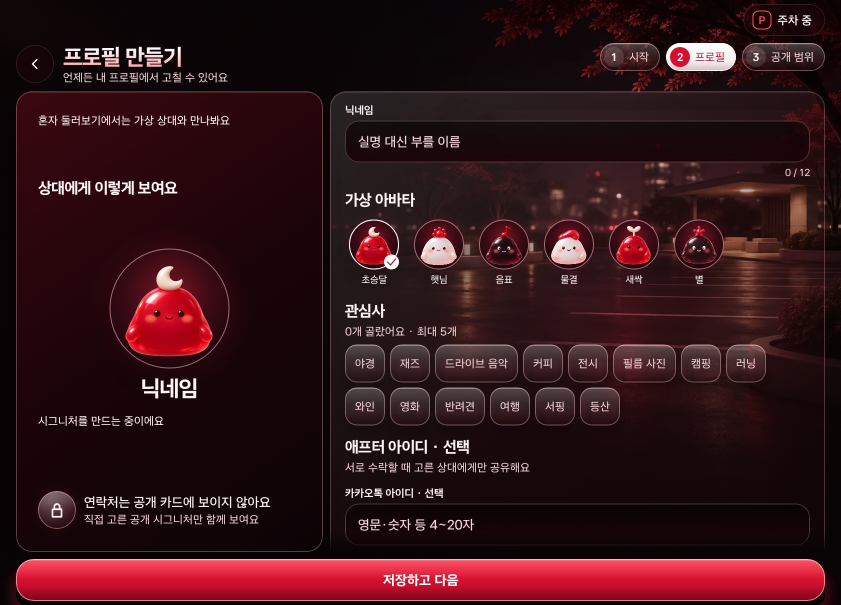 P 주차 중
프로필 만들기
언제든 내 프로필에서 고칠 수 있어요
1 시작 2 프로필 3 공개 범위
혼자 둘러보기에서는 가상 상대와 만나봐요
상대에게 이렇게 보여요
닉네임
시그니처를 만드는 중이에요
연락처는 공개 카드에 보이지 않아요
직접 고른 공개 시그니처만 함께 보여요
닉네임
실명 대신 부를 이름
0 / 12
가상 아바타
초승달 햇님 음표 물결 새싹 별
관심사
0개 골랐어요 · 최대 5개
야경 재즈 드라이브 음악 커피 전시 필름 사진 캠핑 러닝
와인 영화 반려견 여행 서핑 등산
애프터 아이디 · 선택
서로 수락할 때 고른 상대에게만 공유해요
카카오톡 아이디 · 선택
영문·숫자 등 4~20자
저장하고 다음